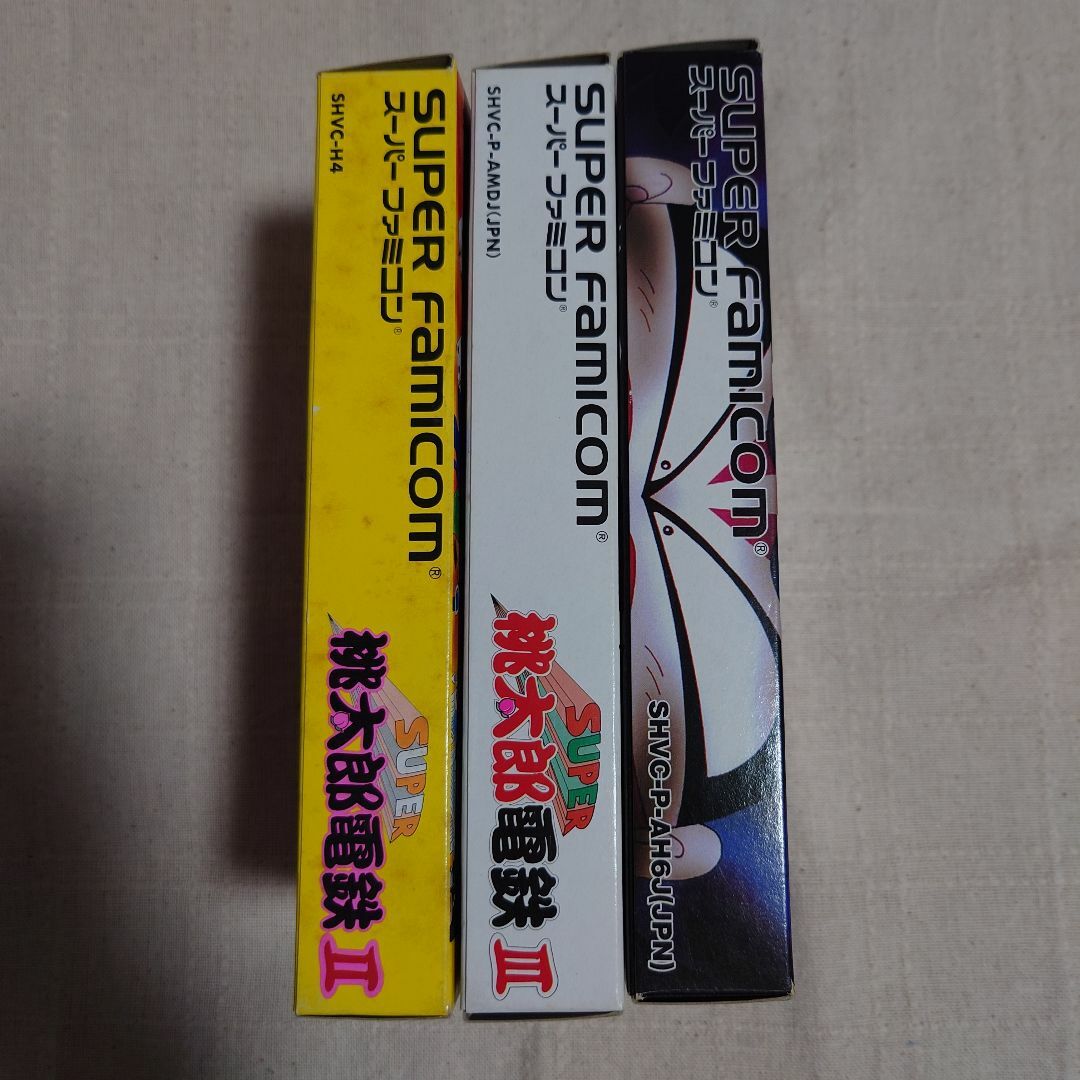 SUPER FAMICOM®
スーパー ファミコン®
SHVC-H4
SUPER
桃太郎電鉄II
SUPER FAMICOM®
スーパー ファミコン®
SHVC-P-AMDJ(JPN)
SUPER
桃太郎電鉄III
SUPER FAMICOM®
スーパー ファミコン®
SHVC-P-AH6J(JPN)